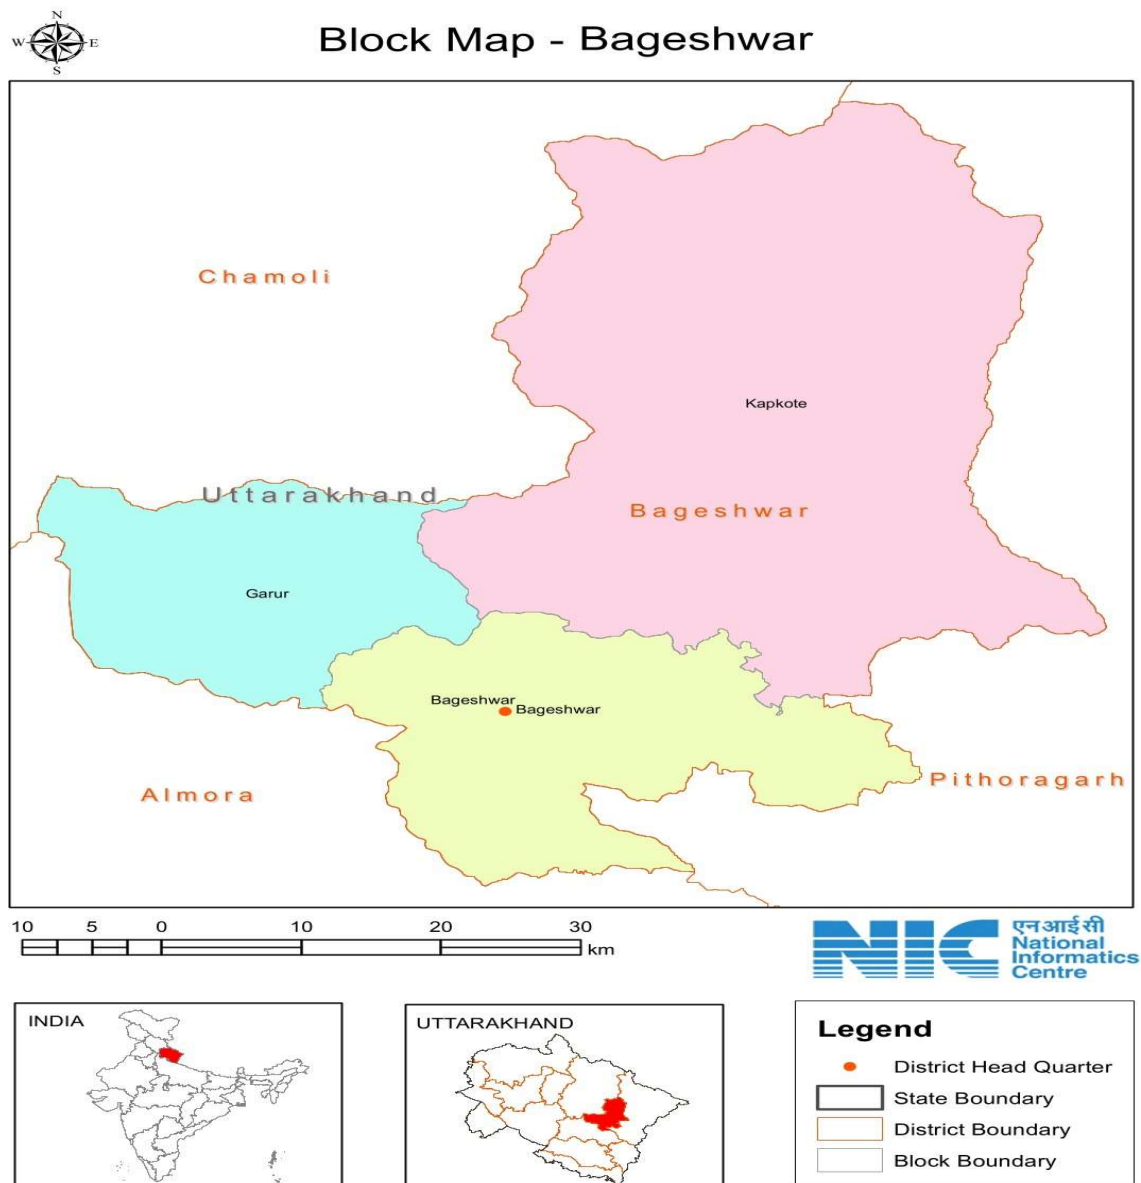 N
W E
S
Block Map - Bageshwar
Chamoli
Kapkote
Uttarakhand
Bageshwar
Garur
Bageshwar
Bageshwar
Almora
Pithoragarh
10 5 0 10 20 30
km
NIC
एनआईसी
National
Informatics
Centre
INDIA
UTTARAKHAND
Legend
District Head Quarter
State Boundary
District Boundary
Block Boundary